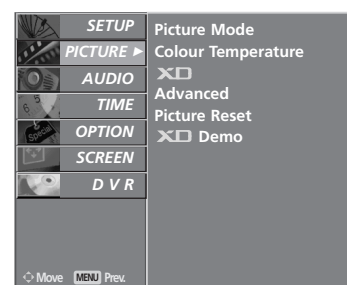 SETUP
PICTURE ►
AUDIO
TIME
OPTION
SCREEN
D V R
Picture Mode
Colour Temperature
XD
Advanced
Picture Reset
XD Demo
Move MENU Prev.
Special